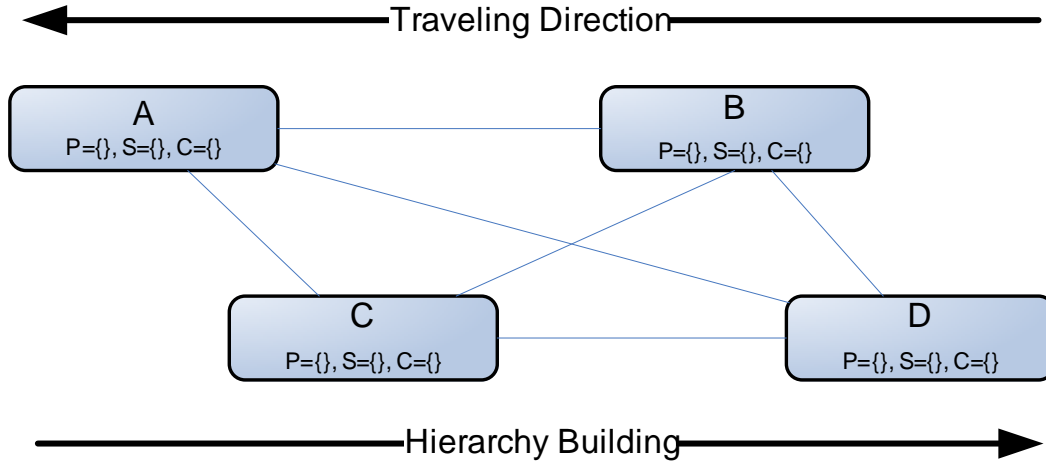 Traveling Direction
A
P={}, S={}, C={}
B
P={}, S={}, C={}
C
P={}, S={}, C={}
D
P={}, S={}, C={}
Hierarchy Building